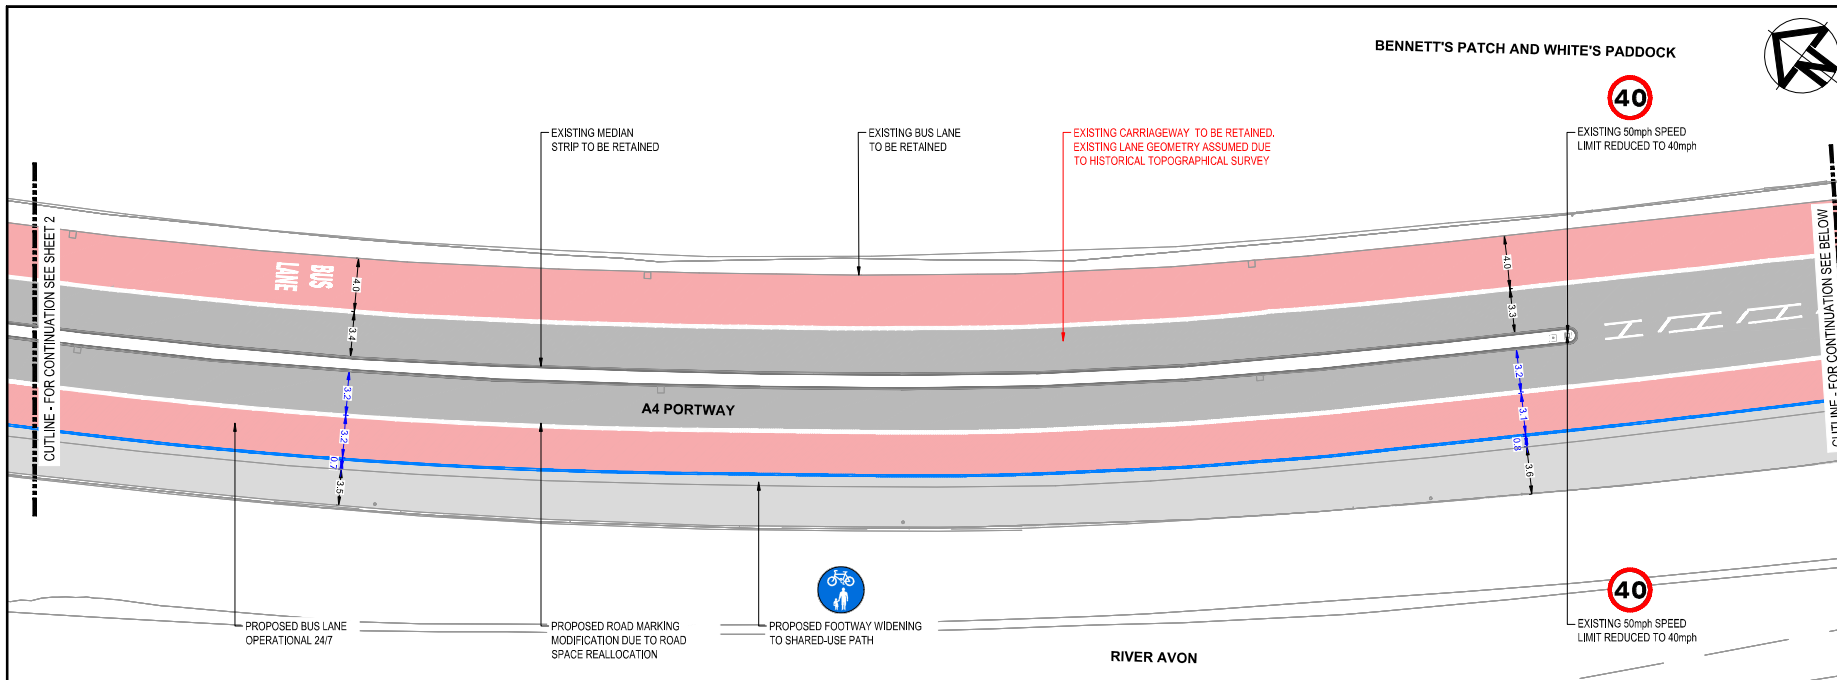 BENNETT'S PATCH AND WHITE'S PADDOCK
N
40
EXISTING MEDIAN
STRIP TO BE RETAINED
EXISTING BUS LANE
TO BE RETAINED
EXISTING CARRIAGEWAY TO BE RETAINED.
EXISTING LANE GEOMETRY ASSUMED DUE
TO HISTORICAL TOPOGRAPHICAL SURVEY
EXISTING 50mph SPEED
LIMIT REDUCED TO 40mph
CUTLINE - FOR CONTINUATION SEE SHEET 2
BUS
LANE
4.0
3.4
3.2
3.2
0.7
3.5
A4 PORTWAY
4.0
3.3
3.2
3.1
0.8
3.6
CUTLINE - FOR CONTINUATION SEE BELOW
40
PROPOSED BUS LANE
OPERATIONAL 24/7
PROPOSED ROAD MARKING
MODIFICATION DUE TO ROAD
SPACE REALLOCATION
PROPOSED FOOTWAY WIDENING
TO SHARED-USE PATH
EXISTING 50mph SPEED
LIMIT REDUCED TO 40mph
RIVER AVON